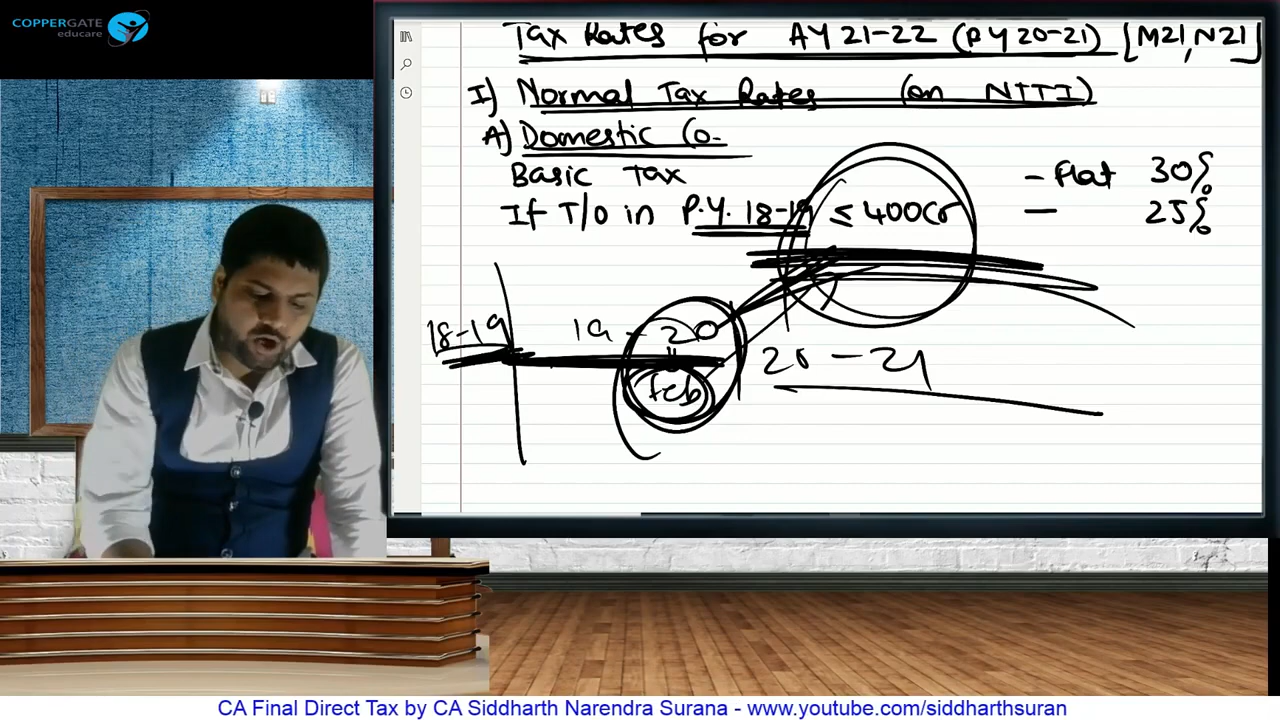 COPPERGATE
educare
Tax Rates for AY 21-22 (PY 20-21) [M21, N21]
I) Normal Tax Rates (on NTTI)
A) Domestic Co.
Basic Tax - Flat 30%
If T/O in P.Y. 18-19 ≤ 400Cr — 25%
18-19 19-20 20-21
Feb
CA Final Direct Tax by CA Siddharth Narendra Surana - www.youtube.com/siddharthsuran